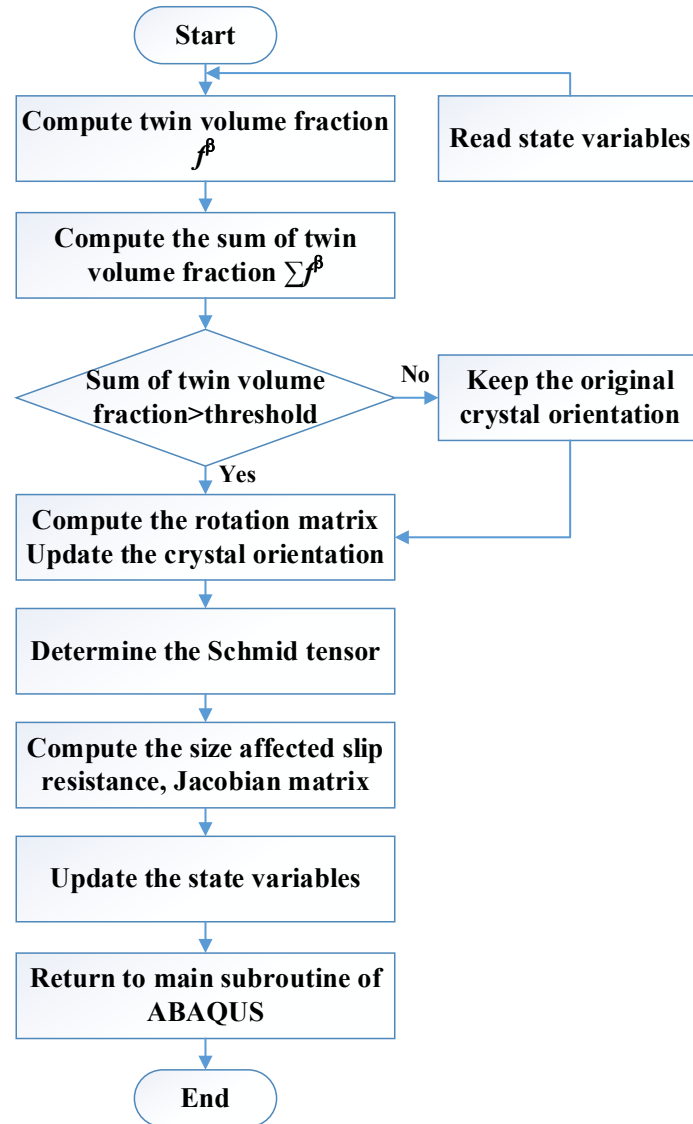 Start
Compute twin volume fraction
f^β
Read state variables
Compute the sum of twin
volume fraction ∑f^β
Sum of twin volume
fraction>threshold
No
Keep the original
crystal orientation
Yes
Compute the rotation matrix
Update the crystal orientation
Determine the Schmid tensor
Compute the size affected slip
resistance, Jacobian matrix
Update the state variables
Return to main subroutine of
ABAQUS
End